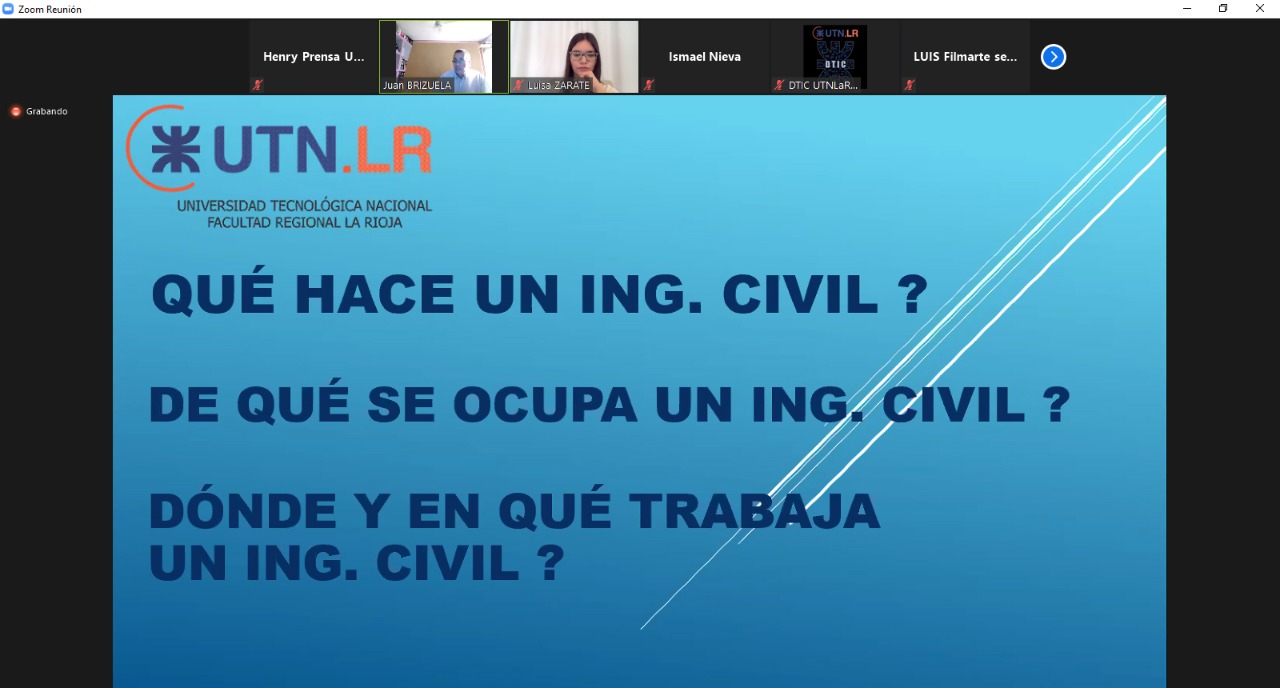 Zoom Reunión
Henry Prensa U...
Juan BRIZUELA
Luisa ZARATE
Ismael Nieva
UTN.LR
DTIC
DTIC UTNLaR...
LUIS Filmarte se...
Grabando
UTN.LR
UNIVERSIDAD TECNOLÓGICA NACIONAL
FACULTAD REGIONAL LA RIOJA
QUÉ HACE UN ING. CIVIL ?
DE QUÉ SE OCUPA UN ING. CIVIL ?
DÓNDE Y EN QUÉ TRABAJA
UN ING. CIVIL ?